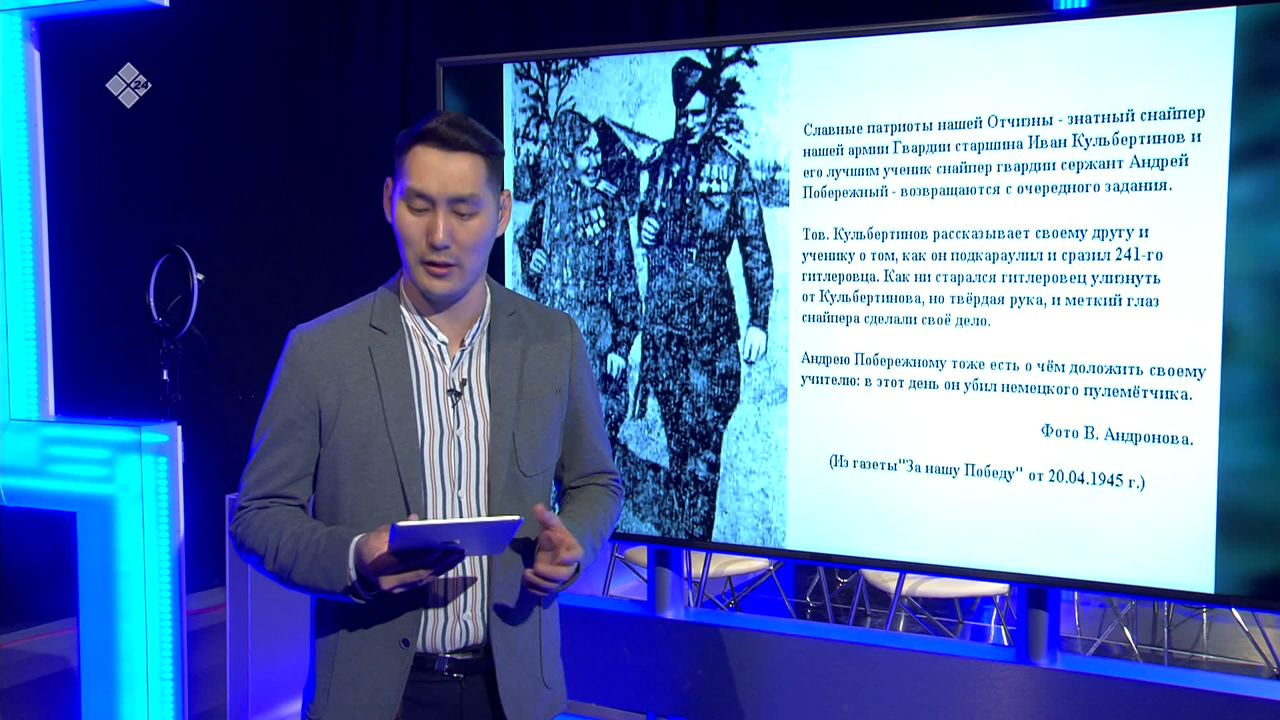 24
Славные патриоты нашей Отчизны - знатный снайпер
нашей армии Гвардии старшина Иван Кульбертинов и
его лучшим ученик снайпер гвардии сержант Андрей
Побережный - возвращаются с очередного задания.
Тов. Кульбертинов рассказывает своему другу и
ученику о том, как он подкараулил и сразил 241-го
гитлеровца. Как ни старался гитлеровец улизнуть
от Кульбертинова, но твёрдая рука, и меткий глаз
снайпера сделали своё дело.
Андрею Побережному тоже есть о чём доложить своему
учителю: в этот день он убил немецкого пулемётчика.
Фото В. Андронова.
(Из газеты"За нашу Победу" от 20.04.1945 г.)